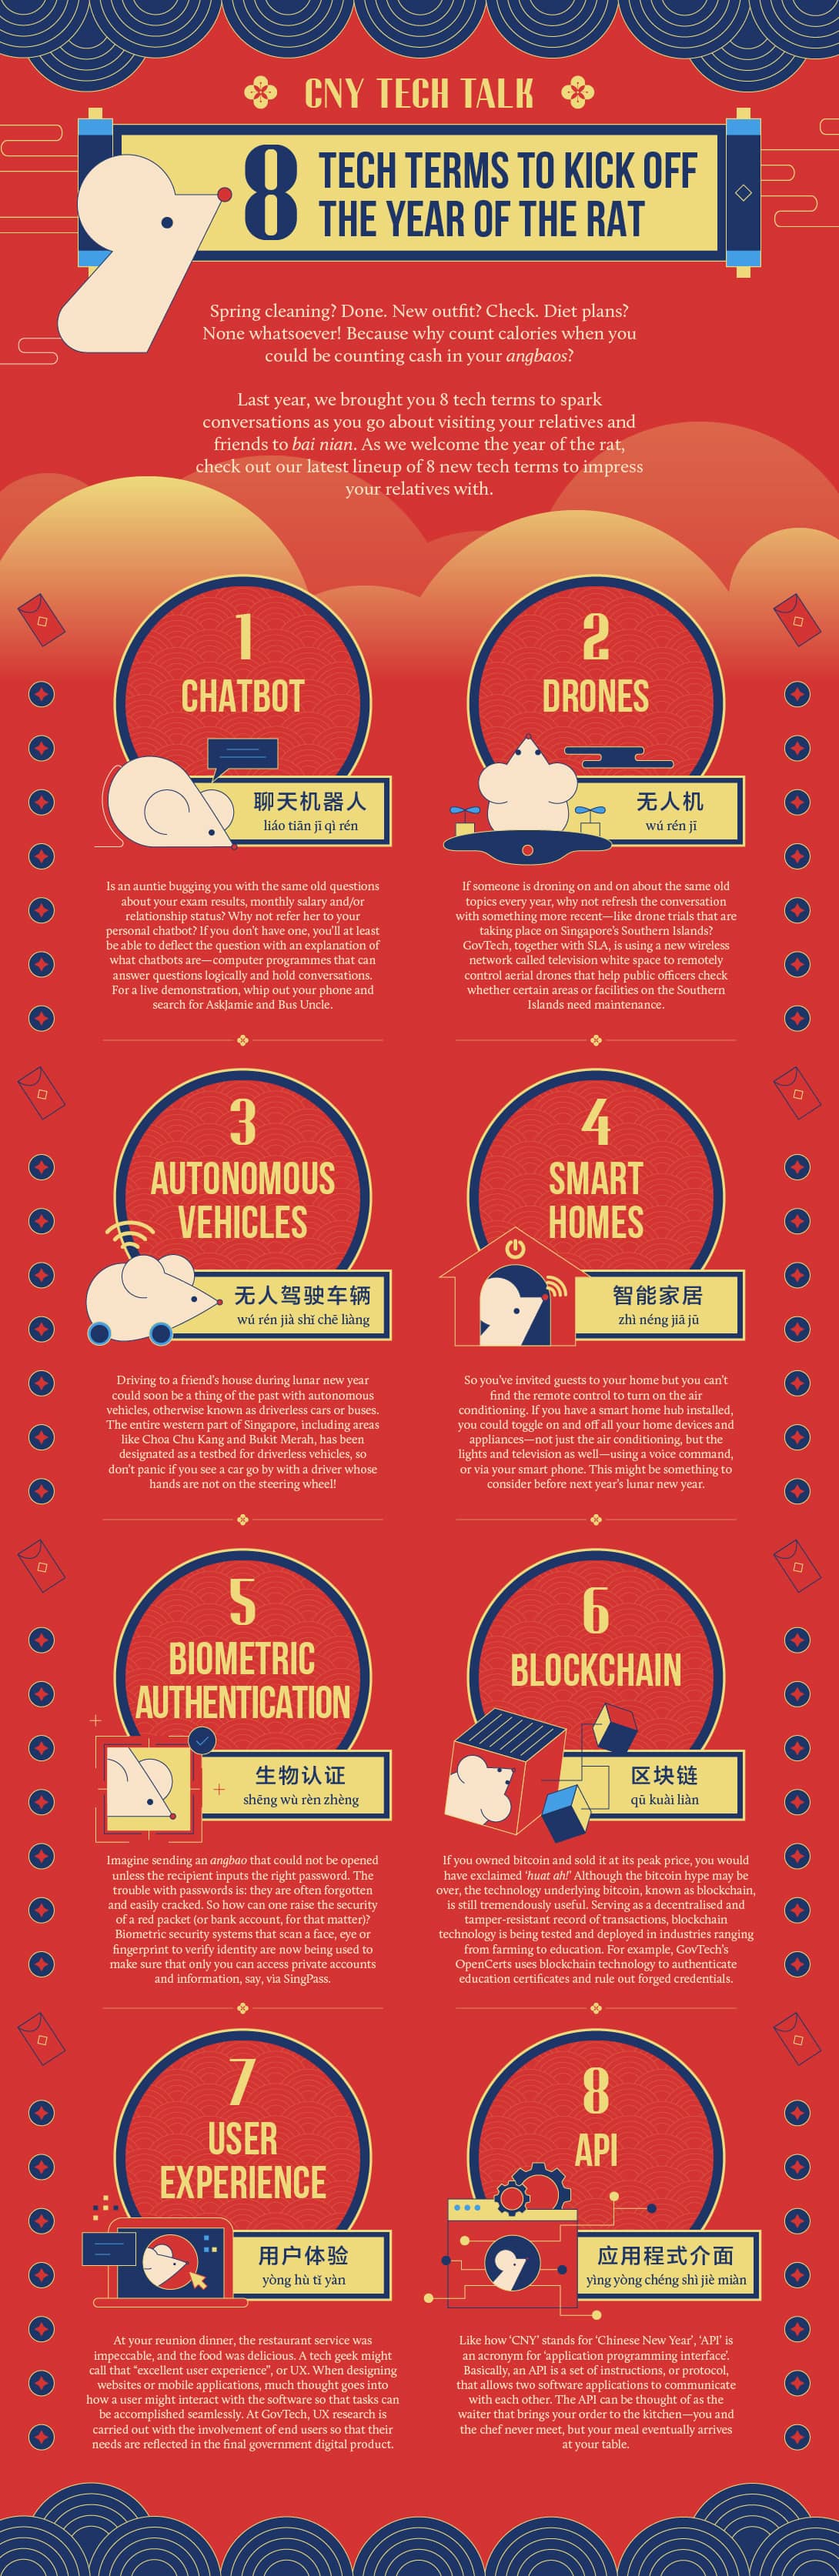 CNY TECH TALK
8 TECH TERMS TO KICK OFF
THE YEAR OF THE RAT
Spring cleaning? Done. New outfit? Check. Diet plans?
None whatsoever! Because why count calories when you
could be counting cash in your angbaos?
Last year, we brought you 8 tech terms to spark
conversations as you go about visiting your relatives and
friends to bai nian. As we welcome the year of the rat,
check out our latest lineup of 8 new tech terms to impress
your relatives with.
1
CHATBOT
聊天机器人
liáo tiān jī qì rén
Is an auntie bugging you with the same old questions
about your exam results, monthly salary and/or
relationship status? Why not refer her to your
personal chatbot? If you don't have one, you'll at least
be able to deflect the question with an explanation of
what chatbots are—computer programmes that can
answer questions logically and hold conversations.
For a live demonstration, whip out your phone and
search for AskJamie and Bus Uncle.
2
DRONES
无人机
wú rén jī
If someone is droning on and on about the same old
topics every year, why not refresh the conversation
with something more recent—like drone trials that are
taking place on Singapore's Southern Islands?
GovTech, together with SLA, is using a new wireless
network called television white space to remotely
control aerial drones that help public officers check
whether certain areas or facilities on the Southern
Islands need maintenance.
3
AUTONOMOUS
VEHICLES
无人驾驶车辆
wú rén jià shǐ chē liàng
Driving to a friend's house during lunar new year
could soon be a thing of the past with autonomous
vehicles, otherwise known as driverless cars or buses.
The entire western part of Singapore, including areas
like Choa Chu Kang and Bukit Merah, has been
designated as a testbed for driverless vehicles, so
don't panic if you see a car go by with a driver whose
hands are not on the steering wheel!
4
SMART
HOMES
智能家居
zhì néng jiā jū
So you've invited guests to your home but you can't
find the remote control to turn on the air
conditioning. If you have a smart home hub installed,
you could toggle on and off all your home devices and
appliances—not just the air conditioning, but the
lights and television as well—using a voice command,
or via your smart phone. This might be something to
consider before next year's lunar new year.
5
BIOMETRIC
AUTHENTICATION
生物认证
shēng wù rèn zhèng
Imagine sending an angbao that could not be opened
unless the recipient inputs the right password. The
trouble with passwords is: they are often forgotten
and easily cracked. So how can one raise the security
of a red packet (or bank account, for that matter)?
Biometric security systems that scan a face, eye or
fingerprint to verify identity are now being used to
make sure that only you can access private accounts
and information, say, via SingPass.
6
BLOCKCHAIN
区块链
qū kuài liàn
If you owned bitcoin and sold it at its peak price, you would
have exclaimed 'huat ah!' Although the bitcoin hype may be
over, the technology underlying bitcoin, known as blockchain,
is still tremendously useful. Serving as a decentralised and
tamper-resistant record of transactions, blockchain
technology is being tested and deployed in industries ranging
from farming to education. For example, GovTech's
OpenCerts uses blockchain technology to authenticate
education certificates and rule out forged credentials.
7
USER
EXPERIENCE
用户体验
yòng hù tǐ yàn
At your reunion dinner, the restaurant service was
impeccable, and the food was delicious. A tech geek might
call that "excellent user experience", or UX. When designing
websites or mobile applications, much thought goes into
how a user might interact with the software so that tasks can
be accomplished seamlessly. At GovTech, UX research is
carried out with the involvement of end users so that their
needs are reflected in the final government digital product.
8
API
应用程式介面
yìng yòng chéng shì jiè miàn
Like how 'CNY' stands for 'Chinese New Year', 'API' is
an acronym for 'application programming interface'.
Basically, an API is a set of instructions, or protocol,
that allows two software applications to communicate
with each other. The API can be thought of as the
waiter that brings your order to the kitchen—you and
the chef never meet, but your meal eventually arrives
at your table.